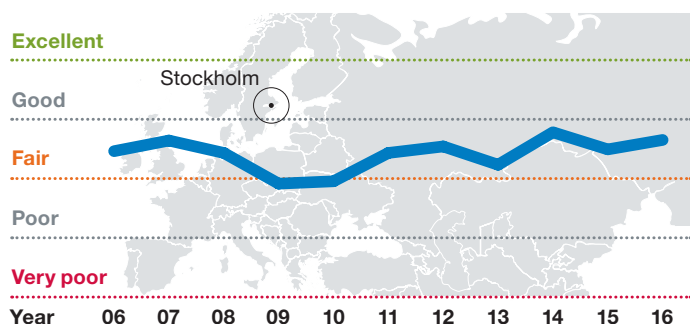 Excellent
Stockholm
Good
Fair
Poor
Very poor
Year 06 07 08 09 10 11 12 13 14 15 16